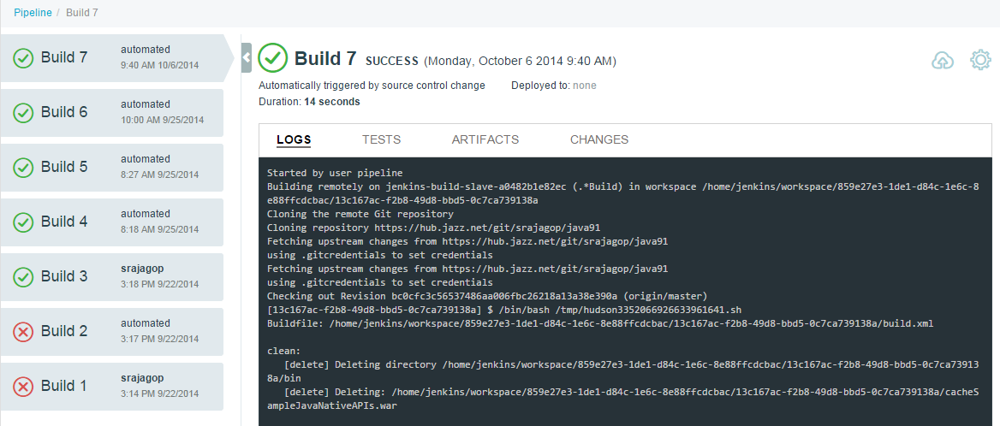 Pipeline / Build 7
Build 7
automated
9:40 AM 10/6/2014
Build 6
automated
10:00 AM 9/25/2014
Build 5
automated
8:27 AM 9/25/2014
Build 4
automated
8:18 AM 9/25/2014
Build 3
srajagop
3:18 PM 9/22/2014
Build 2
automated
3:17 PM 9/22/2014
Build 1
srajagop
3:14 PM 9/22/2014
Build 7 SUCCESS (Monday, October 6 2014 9:40 AM)
Automatically triggered by source control change Deployed to: none
Duration: 14 seconds
LOGS TESTS ARTIFACTS CHANGES
Started by user pipeline
Building remotely on jenkins-build-slave-a0482b1e82ec (.*Build) in workspace /home/jenkins/workspace/859e27e3-1de1-d84c-1e6c-8
e88ffcdcbac/13c167ac-f2b8-49d8-bbd5-0c7ca739138a
Cloning the remote Git repository
Cloning repository https://hub.jazz.net/git/srajagop/java91
Fetching upstream changes from https://hub.jazz.net/git/srajagop/java91
using .gitcredentials to set credentials
Fetching upstream changes from https://hub.jazz.net/git/srajagop/java91
using .gitcredentials to set credentials
Checking out Revision bc0cfc3c56537486aa006fbc26218a13a38e390a (origin/master)
[13c167ac-f2b8-49d8-bbd5-0c7ca739138a] $ /bin/bash /tmp/hudson3352066926633961641.sh
Buildfile: /home/jenkins/workspace/859e27e3-1de1-d84c-1e6c-8e88ffcdcbac/13c167ac-f2b8-49d8-bbd5-0c7ca739138a/build.xml
clean:
[delete] Deleting directory /home/jenkins/workspace/859e27e3-1de1-d84c-1e6c-8e88ffcdcbac/13c167ac-f2b8-49d8-bbd5-0c7ca73913
8a/bin
[delete] Deleting: /home/jenkins/workspace/859e27e3-1de1-d84c-1e6c-8e88ffcdcbac/13c167ac-f2b8-49d8-bbd5-0c7ca739138a/cacheS
ampleJavaNativeAPIs.war